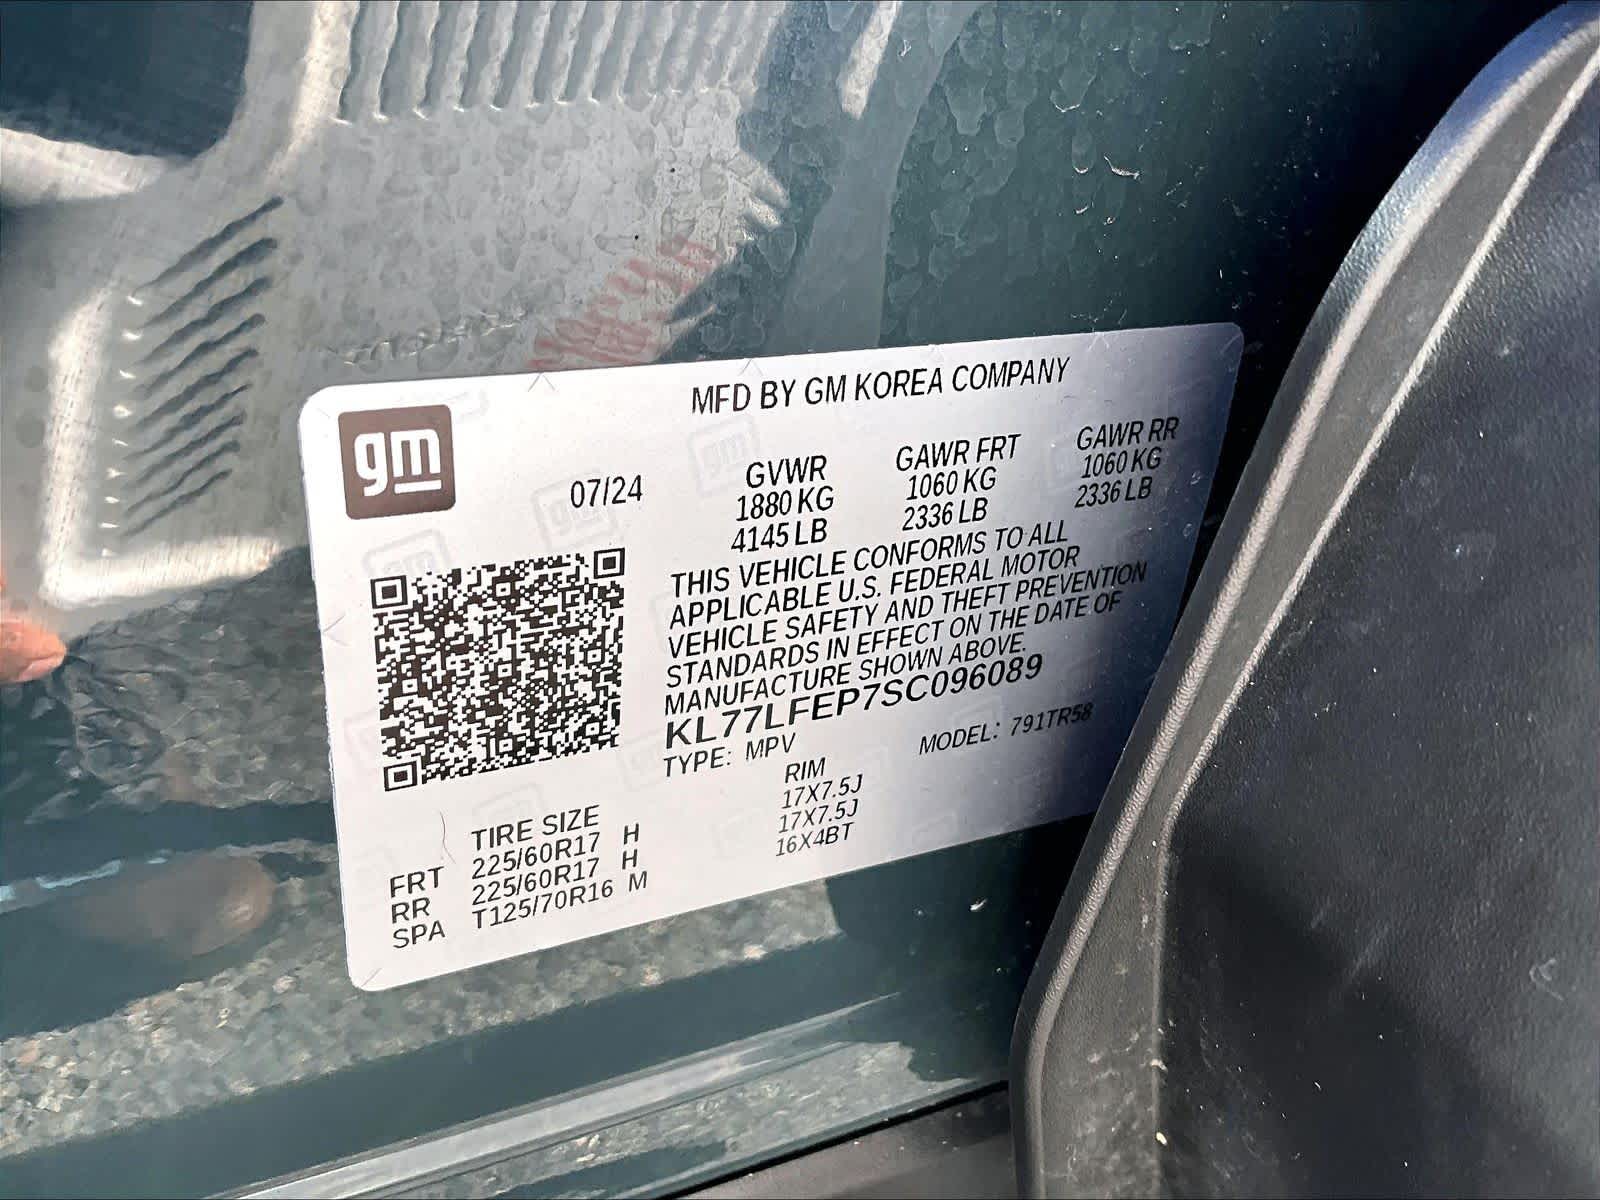 MFD BY GM KOREA COMPANY
gm
07/24
GVWR
1880 KG
4145 LB
GAWR FRT
1060 KG
2336 LB
GAWR RR
1060 KG
2336 LB
THIS VEHICLE CONFORMS TO ALL
APPLICABLE U.S. FEDERAL MOTOR
VEHICLE SAFETY AND THEFT PREVENTION
STANDARDS IN EFFECT ON THE DATE OF
MANUFACTURE SHOWN ABOVE.
KL77LFEP7SC096089
TYPE: MPV MODEL: 791TR58
TIRE SIZE RIM
FRT 225/60R17 H 17X7.5J
RR 225/60R17 H 17X7.5J
SPA T125/70R16 M 16X4BT